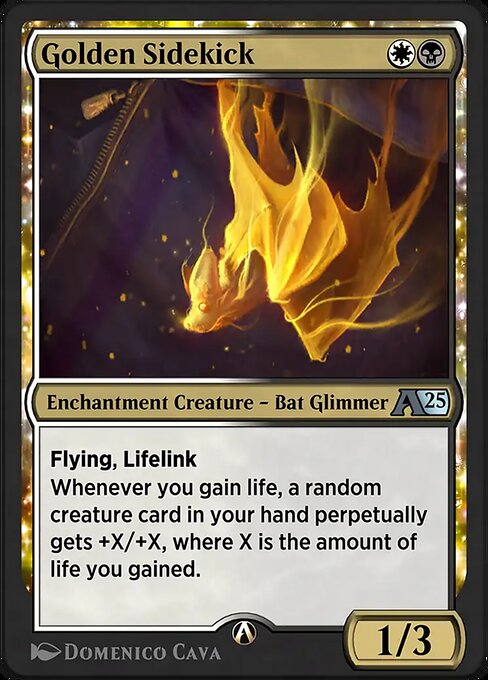 Golden Sidekick
Enchantment Creature – Bat Glimmer
A25
Flying, Lifelink
Whenever you gain life, a random
creature card in your hand perpetually
gets +X/+X, where X is the amount of
life you gained.
1/3
A
Domenico Cava